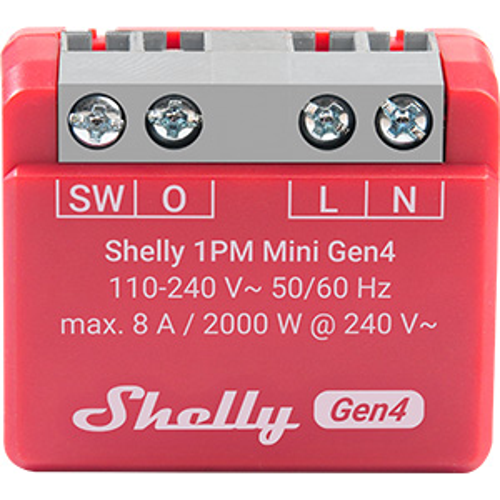 SW O L N
Shelly 1PM Mini Gen4
110-240 V~ 50/60 Hz
max. 8 A / 2000 W @ 240 V~
Shelly Gen4